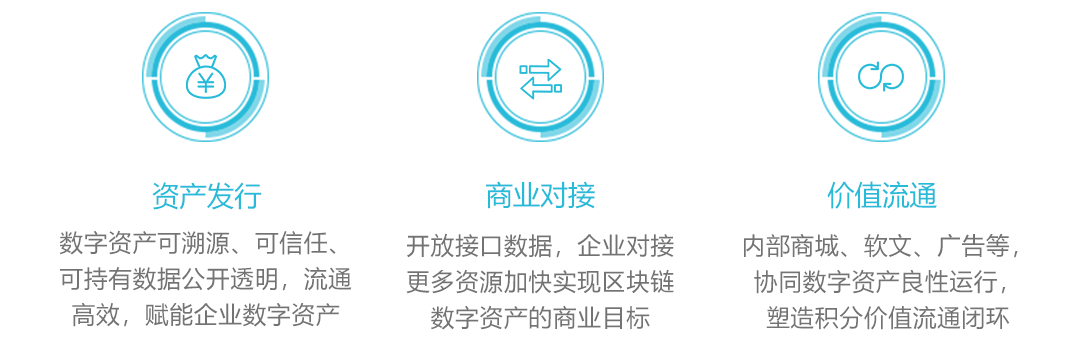 资产发行
数字资产可溯源、可信任、
可持有数据公开透明，流通
高效，赋能企业数字资产
商业对接
开放接口数据，企业对接
更多资源加快实现区块链
数字资产的商业目标
价值流通
内部商城、软文、广告等，
协同数字资产良性运行，
塑造积分价值流通闭环